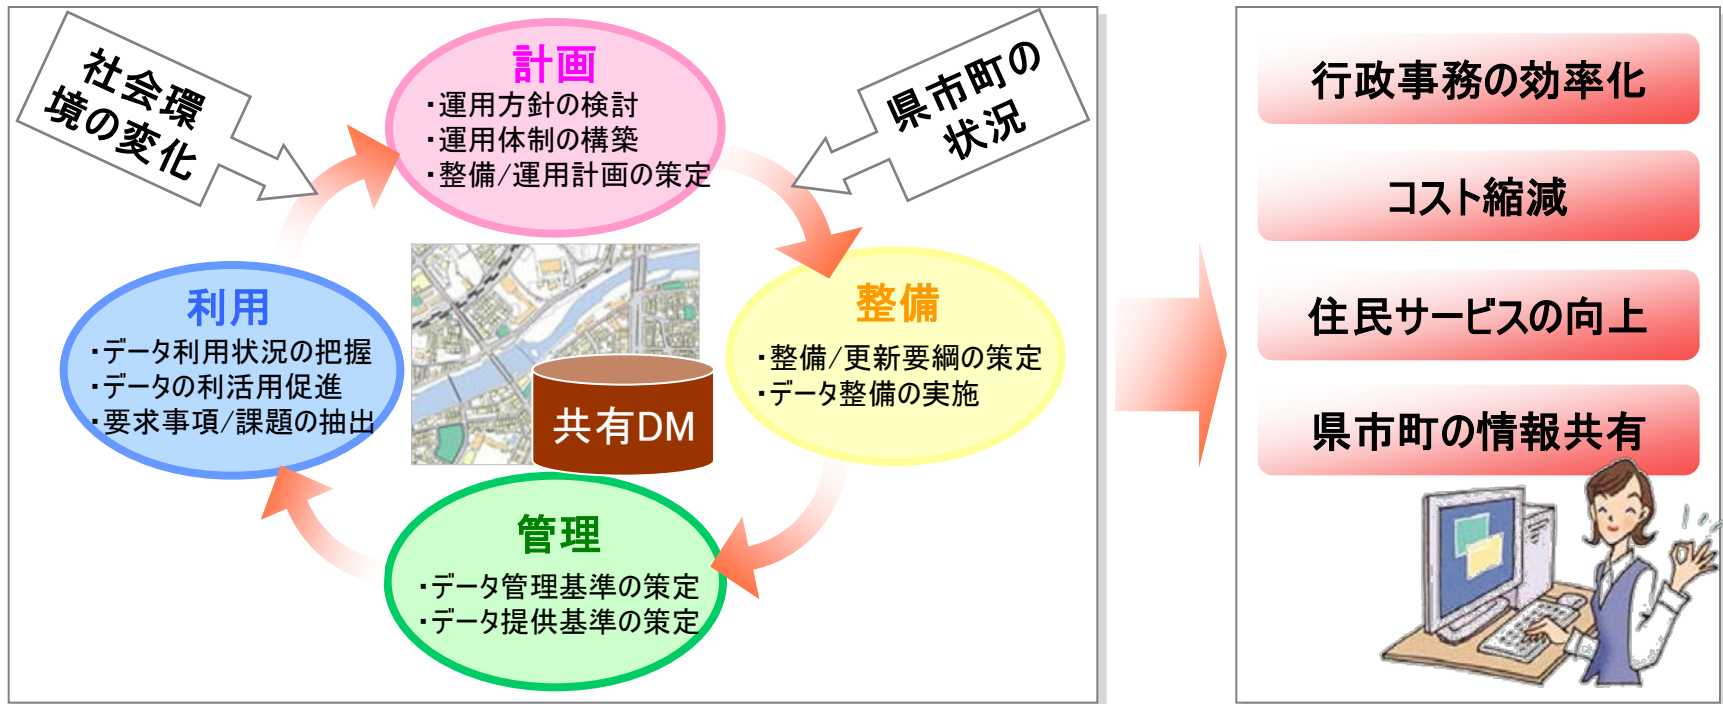 社会環
境の変化
計画
・運用方針の検討
・運用体制の構築
・整備/運用計画の策定
県市町の
状況
利用
・データ利用状況の把握
・データの利活用促進
・要求事項/課題の抽出
共有DM
整備
・整備/更新要綱の策定
・データ整備の実施
管理
・データ管理基準の策定
・データ提供基準の策定
行政事務の効率化
コスト縮減
住民サービスの向上
県市町の情報共有